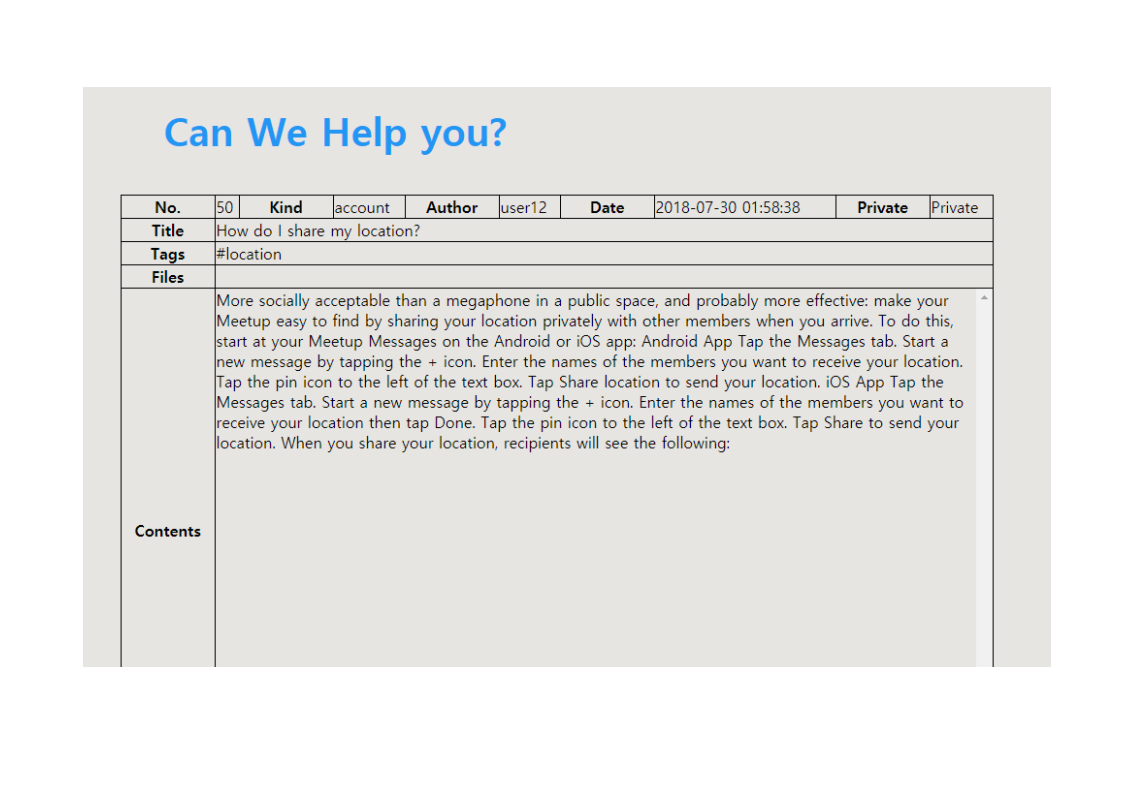 Can We Help you?
No. 50 Kind account Author user12 Date 2018-07-30 01:58:38 Private Private
Title How do I share my location?
Tags #location
Files
Contents
More socially acceptable than a megaphone in a public space, and probably more effective: make your
Meetup easy to find by sharing your location privately with other members when you arrive. To do this,
start at your Meetup Messages on the Android or iOS app: Android App Tap the Messages tab. Start a
new message by tapping the + icon. Enter the names of the members you want to receive your location.
Tap the pin icon to the left of the text box. Tap Share location to send your location. iOS App Tap the
Messages tab. Start a new message by tapping the + icon. Enter the names of the members you want to
receive your location then tap Done. Tap the pin icon to the left of the text box. Tap Share to send your
location. When you share your location, recipients will see the following: